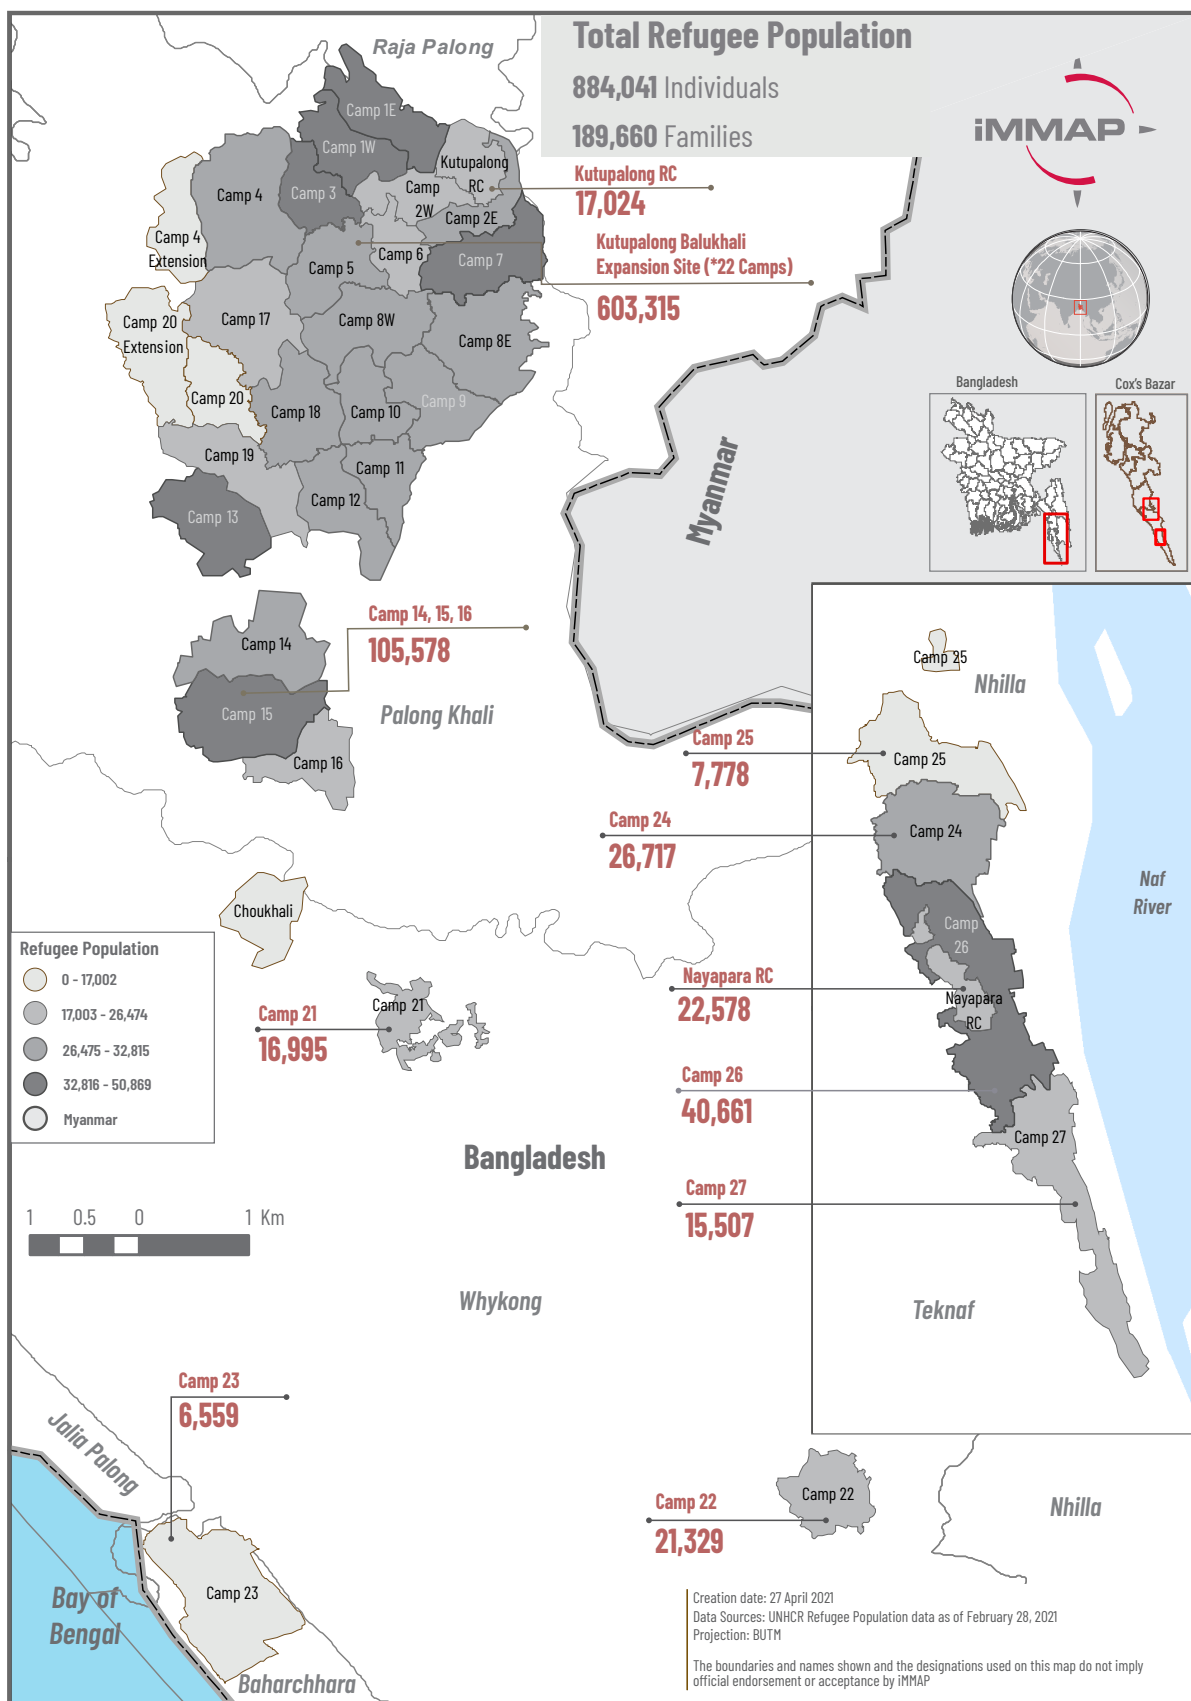 Raja Palong
Total Refugee Population
884,041 Individuals
189,660 Families
iMMAP
Camp 1E
Camp 1W
Kutupalong
RC
Camp 3
Camp 4
Camp
2W
Camp 2E
Camp 4
Extension
Camp 5
Camp 6
Camp 7
Kutupalong RC
17,024
Kutupalong Balukhali
Expansion Site (*22 Camps)
603,315
Camp 20
Extension
Camp 17
Camp 8W
Camp 8E
Camp 20
Camp 18
Camp 10
Camp 9
Camp 19
Camp 11
Camp 12
Camp 13
Myanmar
Bangladesh
Cox's Bazar
Camp 14, 15, 16
105,578
Camp 14
Camp 15
Camp 16
Palong Khali
Camp 25
Nhilla
Camp 25
7,778
Camp 25
Camp 24
26,717
Camp 24
Naf
River
Choukhali
Camp
26
Refugee Population
0 - 17,002
17,003 - 26,474
26,475 - 32,815
32,816 - 50,869
Myanmar
Camp 21
Camp 21
16,995
Nayapara RC
22,578
Nayapara
RC
Camp 26
40,661
Camp 27
Bangladesh
Camp 27
15,507
1 0.5 0 1 Km
Whykong
Teknaf
Camp 23
6,559
Jalia Palong
Camp 22
21,329
Camp 22
Nhilla
Bay of
Bengal
Camp 23
Baharchhara
Creation date: 27 April 2021
Data Sources: UNHCR Refugee Population data as of February 28, 2021
Projection: BUTM
The boundaries and names shown and the designations used on this map do not imply
official endorsement or acceptance by iMMAP